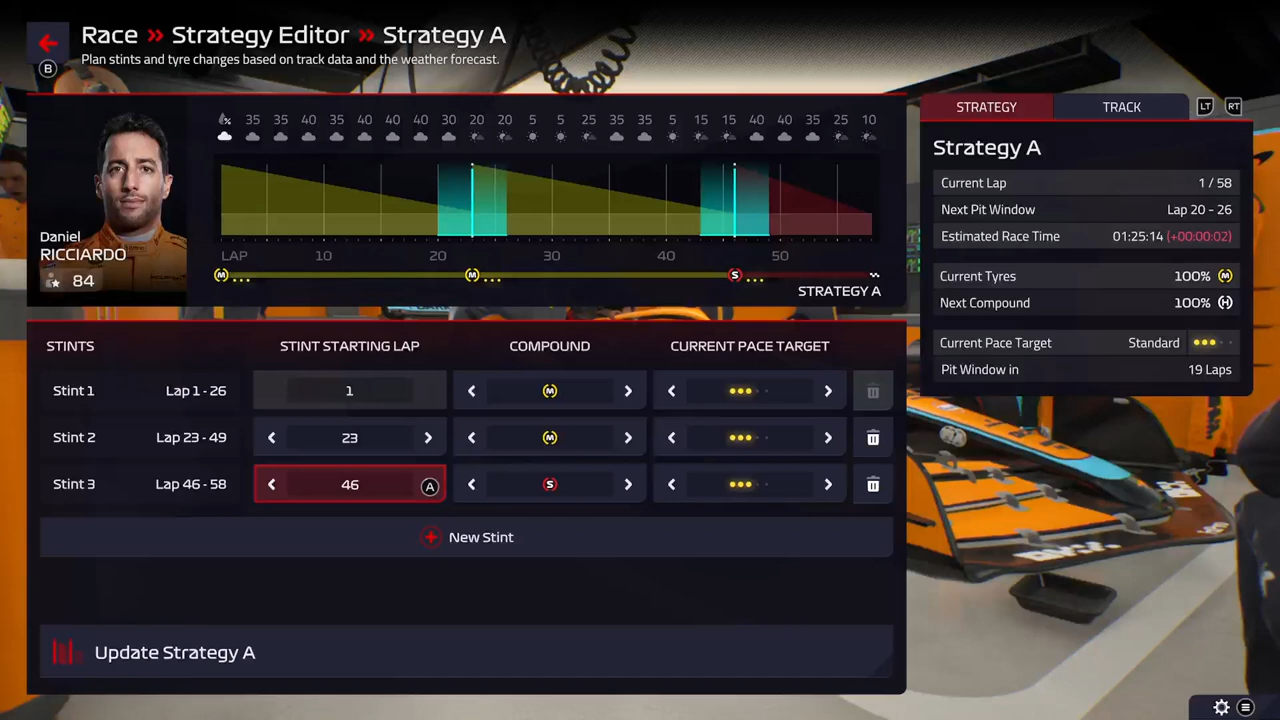 Race » Strategy Editor » Strategy A
B
Plan stints and tyre changes based on track data and the weather forecast.
% 35 35 40 40 40 40 35 30 20 20 5 5 25 35 35 5 15 15 40 40 35 25 10
Daniel
RICCIARDO
84
LAP 10 20 30 40 50
M M S
STRATEGY A
STINTS STINT STARTING LAP COMPOUND CURRENT PACE TARGET
Stint 1 Lap 1 - 26 1 M
Stint 2 Lap 23 - 49 23 M
Stint 3 Lap 46 - 58 46 A S
New Stint
Update Strategy A
STRATEGY TRACK LT RT
Strategy A
Current Lap 1 / 58
Next Pit Window Lap 20 - 26
Estimated Race Time 01:25:14 (+00:00:02)
Current Tyres 100% M
Next Compound 100% H
Current Pace Target Standard
Pit Window in 19 Laps